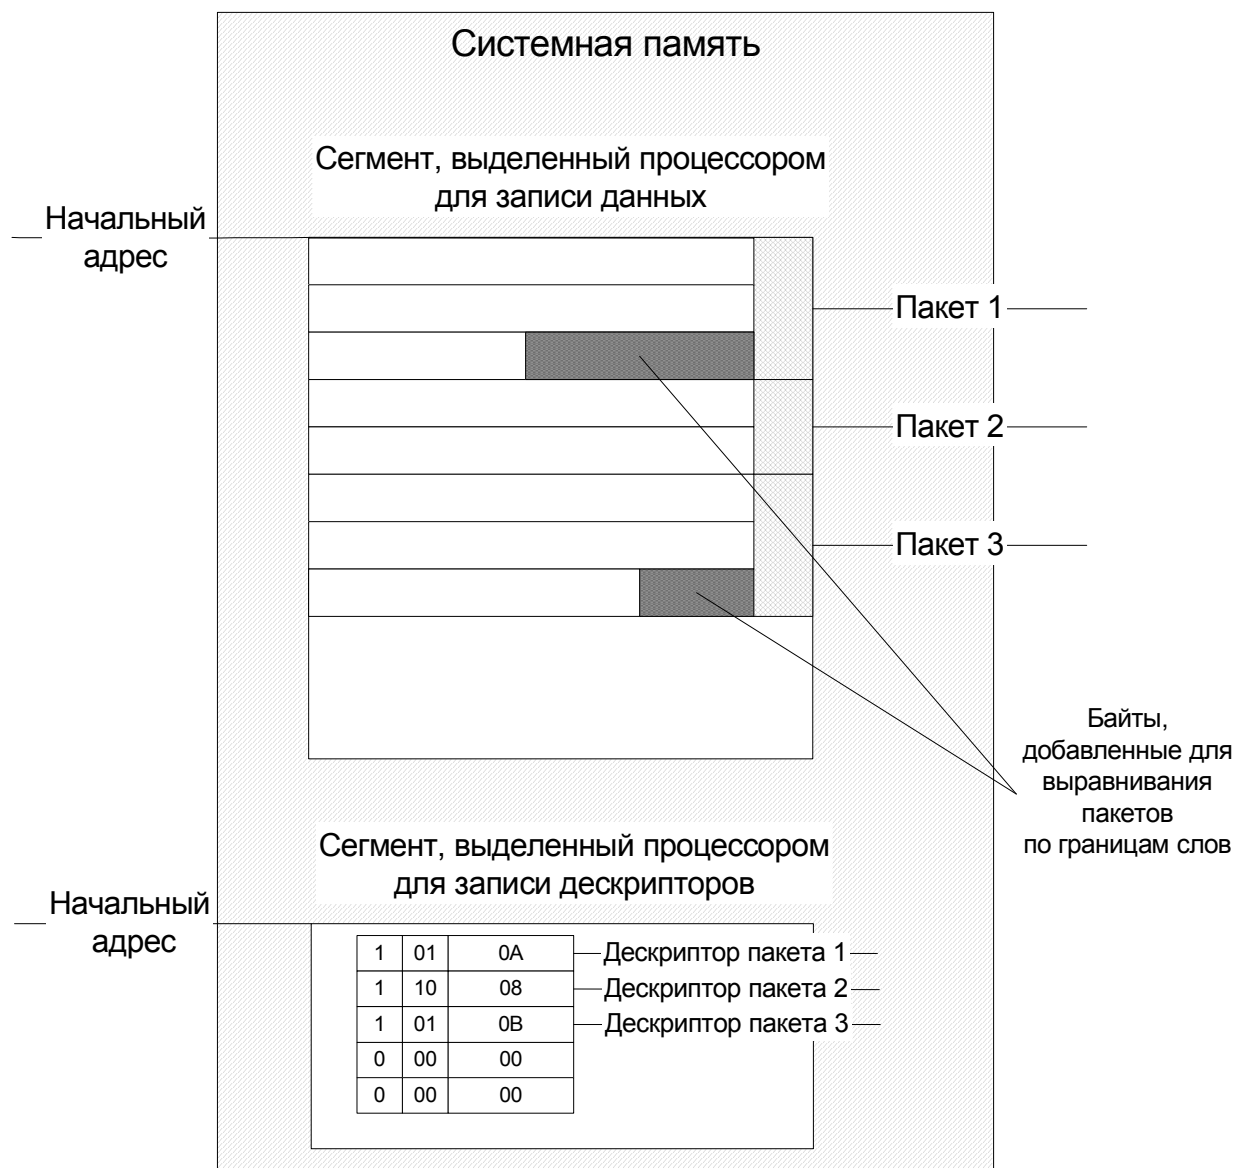 Системная память
Сегмент, выделенный процессором
для записи данных
Начальный
адрес
Пакет 1
Пакет 2
Пакет 3
Байты,
добавленные для
выравнивания
пакетов
по границам слов
Сегмент, выделенный процессором
для записи дескрипторов
Начальный
адрес
1 01 0A Дескриптор пакета 1
1 10 08 Дескриптор пакета 2
1 01 0B Дескриптор пакета 3
0 00 00
0 00 00